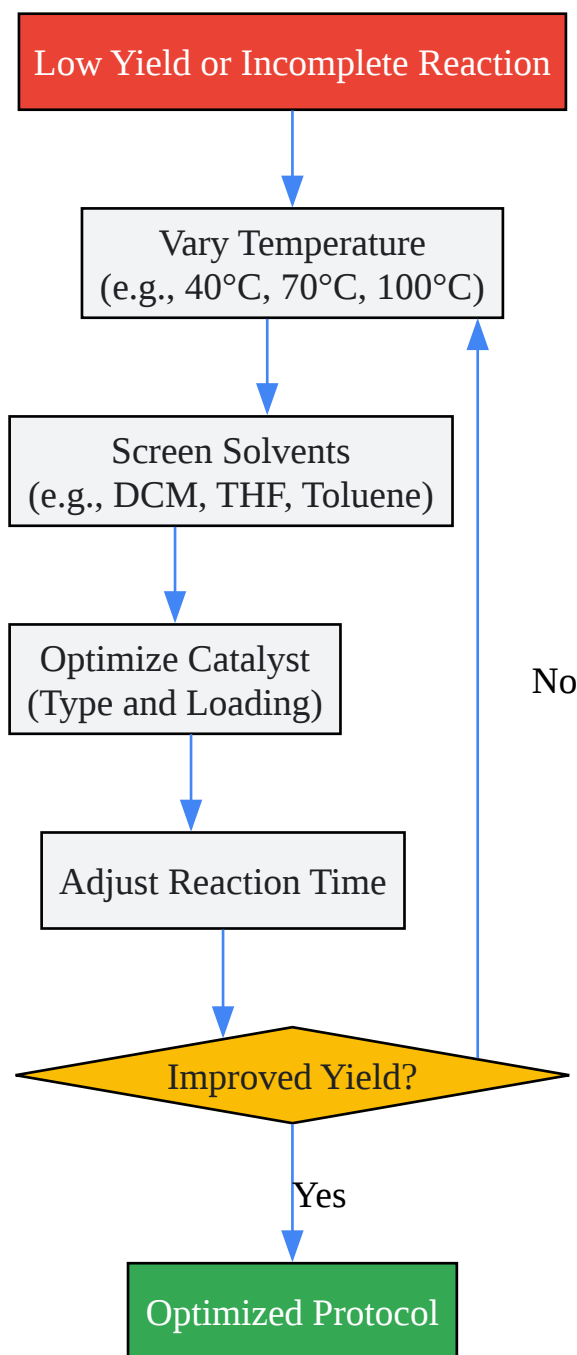 Low Yield or Incomplete Reaction
Vary Temperature
(e.g., 40°C, 70°C, 100°C)
Screen Solvents
(e.g., DCM, THF, Toluene)
Optimize Catalyst
(Type and Loading)
No
Adjust Reaction Time
Improved Yield?
Yes
Optimized Protocol